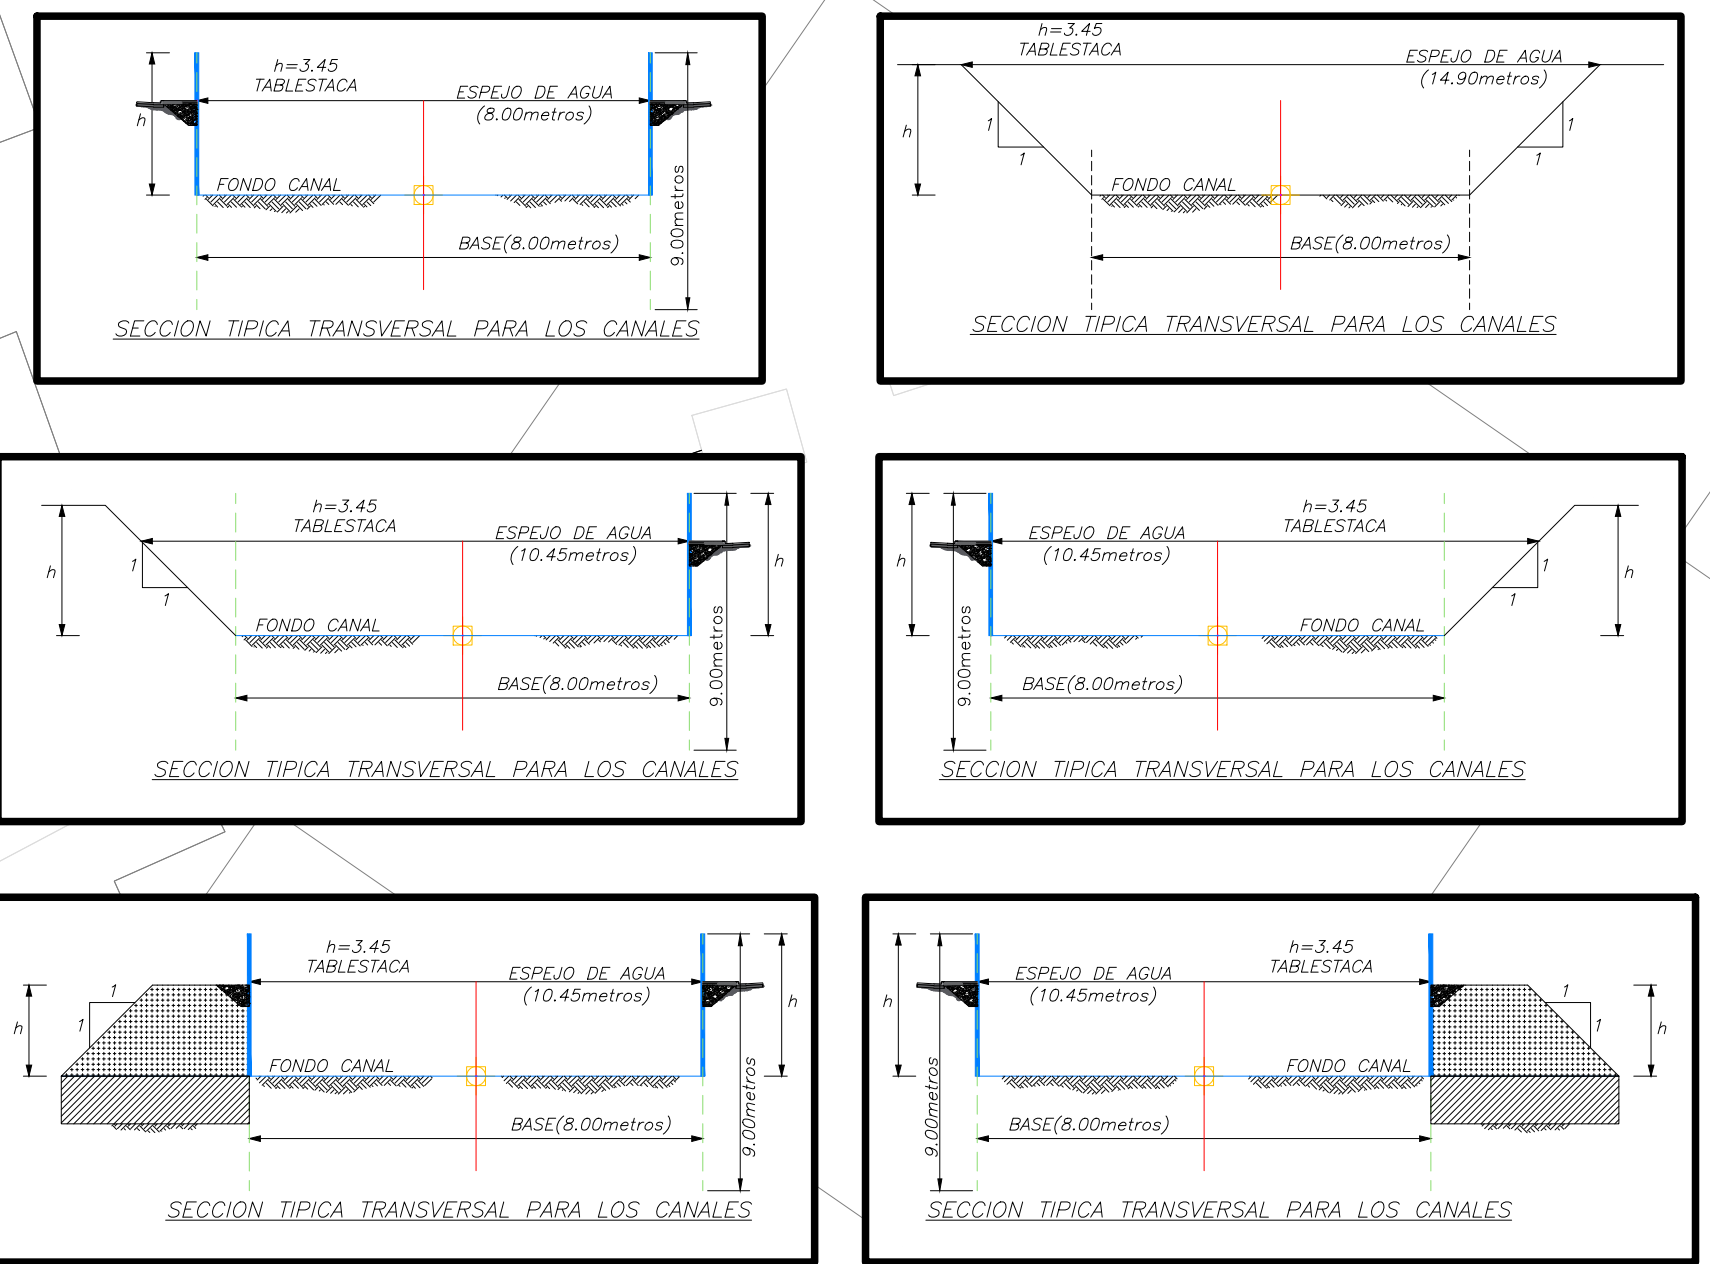 h=3.45
TABLESTACA
ESPEJO DE AGUA
(8.00metros)
h
FONDO CANAL
BASE(8.00metros)
9.00metros
SECCION TIPICA TRANSVERSAL PARA LOS CANALES
h=3.45
TABLESTACA
ESPEJO DE AGUA
(14.90metros)
h
1
1
1
1
FONDO CANAL
BASE(8.00metros)
SECCION TIPICA TRANSVERSAL PARA LOS CANALES
h=3.45
TABLESTACA
ESPEJO DE AGUA
(10.45metros)
h
1
1
h
FONDO CANAL
BASE(8.00metros)
9.00metros
SECCION TIPICA TRANSVERSAL PARA LOS CANALES
h=3.45
TABLESTACA
ESPEJO DE AGUA
(10.45metros)
h
1
1
h
FONDO CANAL
BASE(8.00metros)
9.00metros
SECCION TIPICA TRANSVERSAL PARA LOS CANALES
h=3.45
TABLESTACA
ESPEJO DE AGUA
(10.45metros)
1
1
h
h
FONDO CANAL
BASE(8.00metros)
9.00metros
SECCION TIPICA TRANSVERSAL PARA LOS CANALES
h=3.45
TABLESTACA
ESPEJO DE AGUA
(10.45metros)
h
1
1
h
FONDO CANAL
BASE(8.00metros)
9.00metros
SECCION TIPICA TRANSVERSAL PARA LOS CANALES